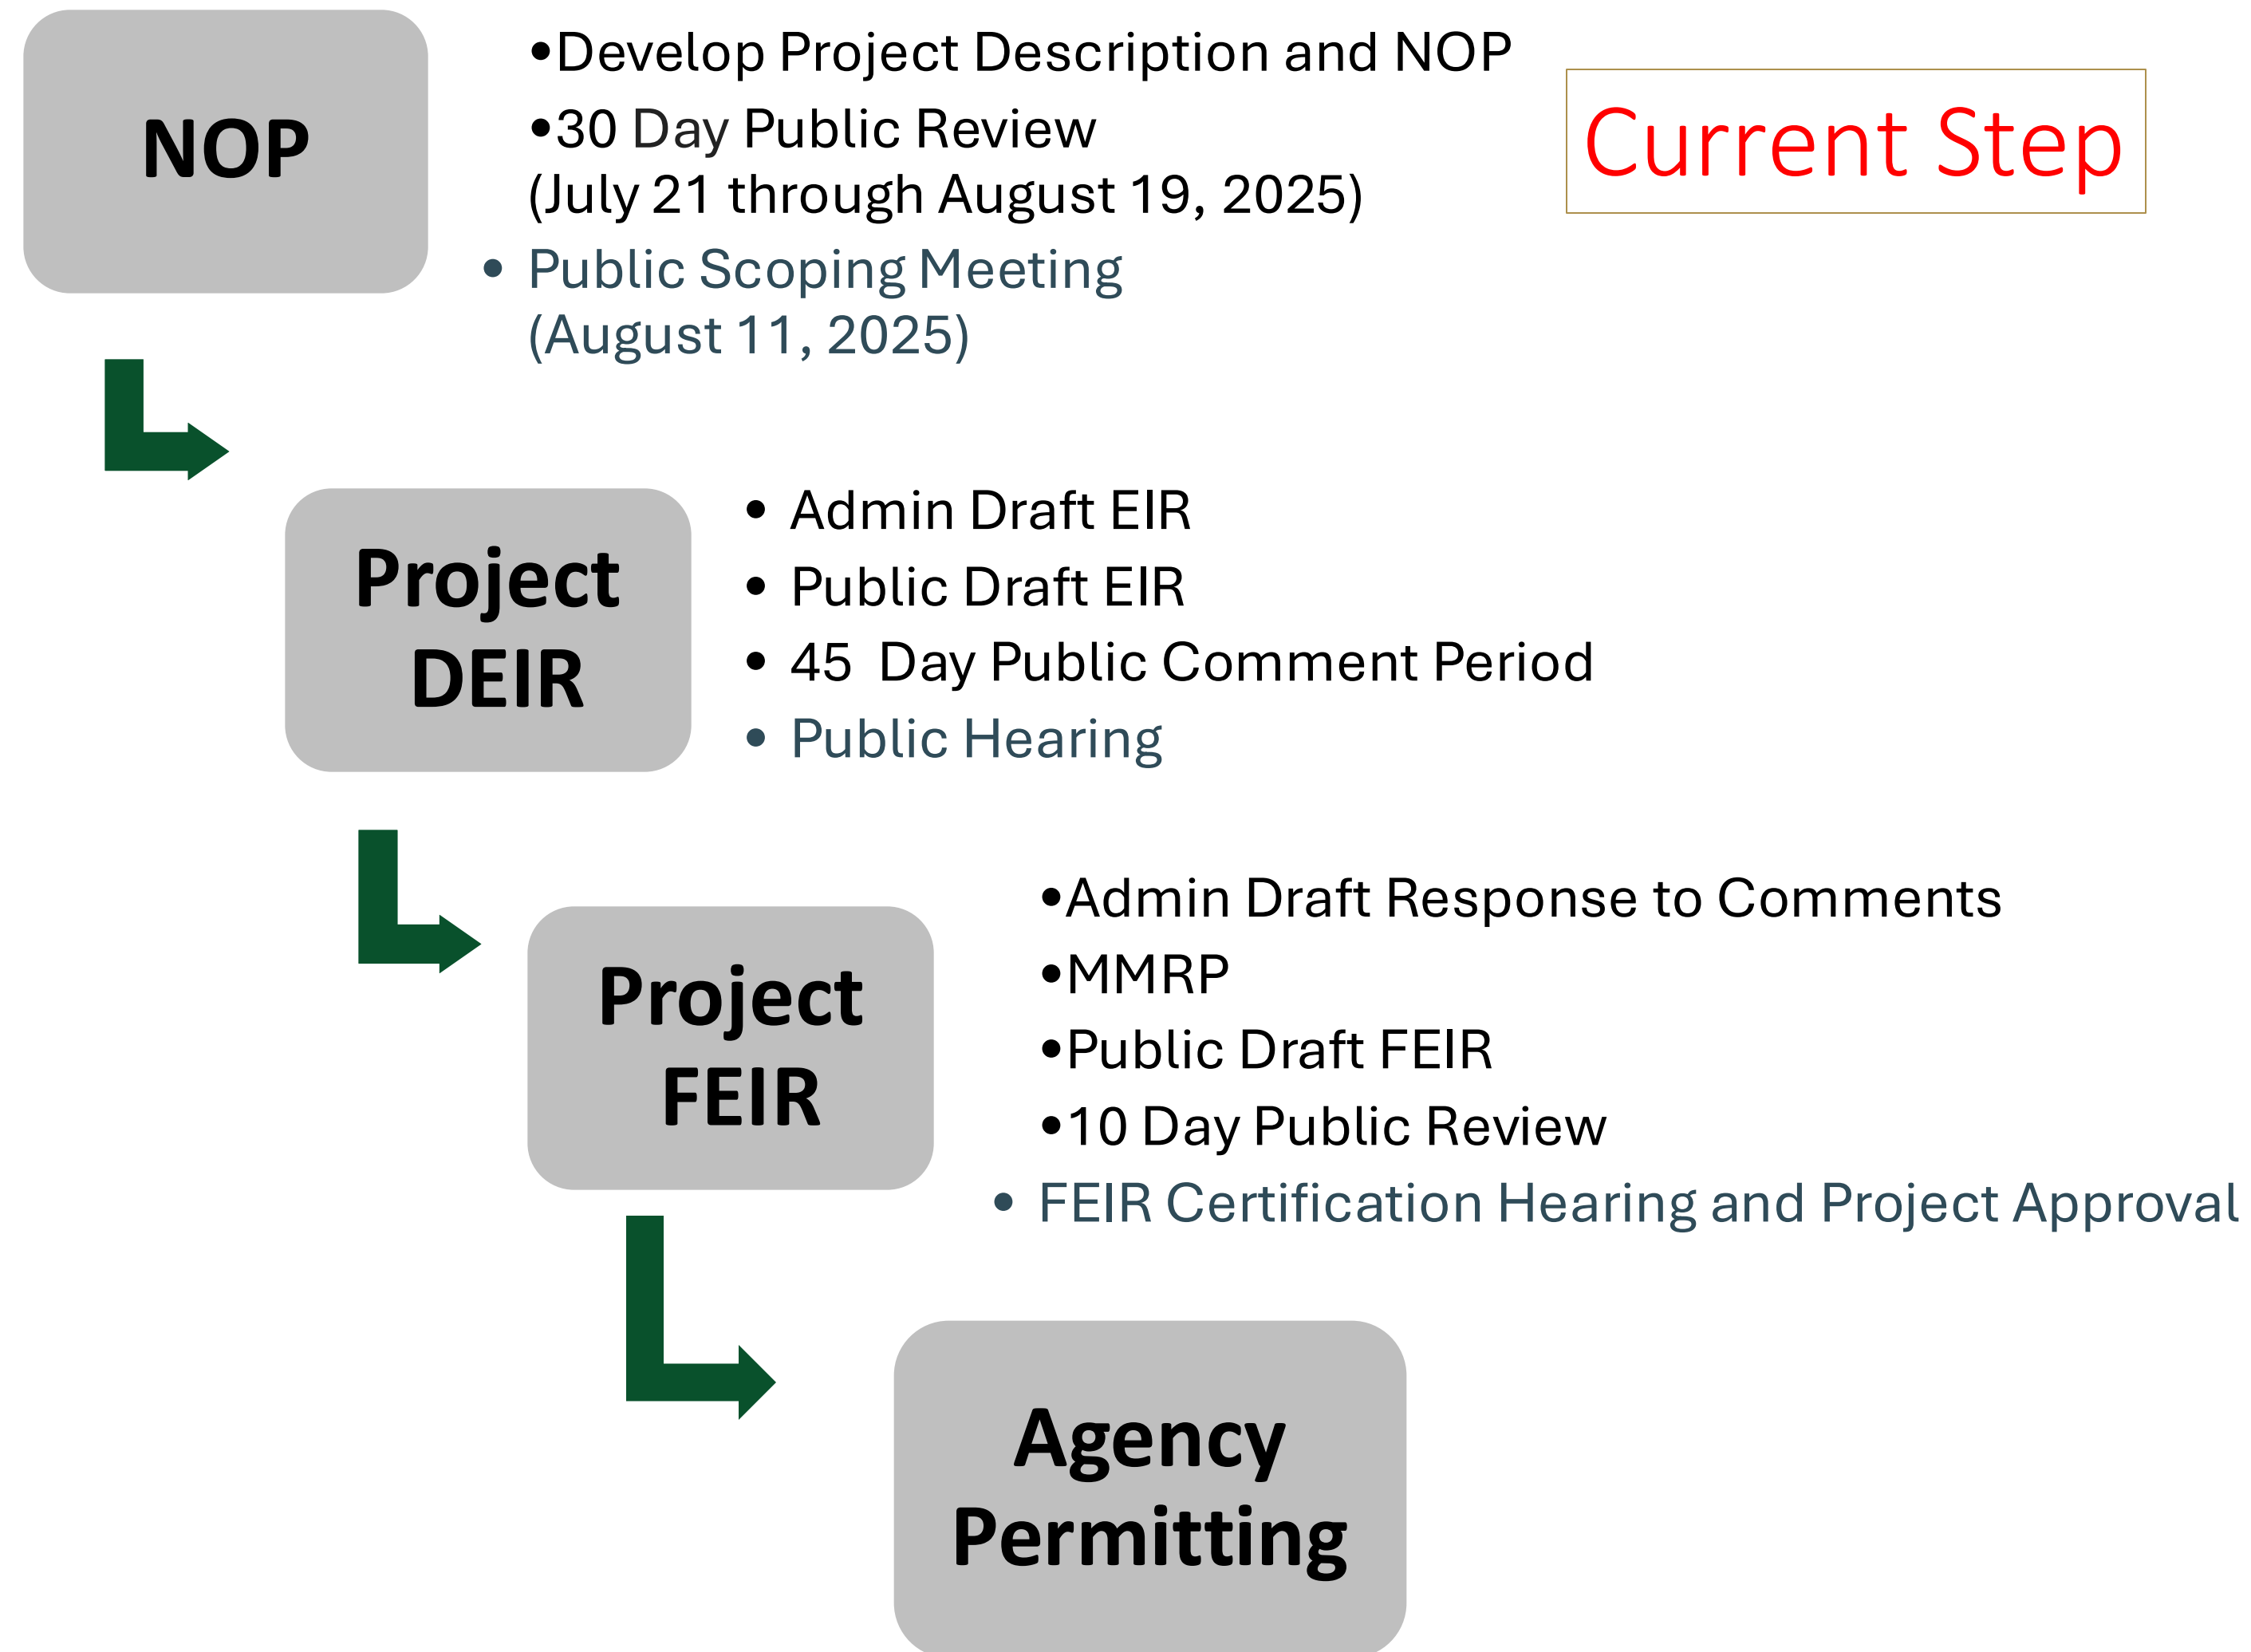 NOP
•Develop Project Description and NOP
•30 Day Public Review
(July 21 through August 19, 2025)
• Public Scoping Meeting
(August 11, 2025)
Current Step
Project
DEIR
• Admin Draft EIR
• Public Draft EIR
• 45 Day Public Comment Period
• Public Hearing
Project
FEIR
•Admin Draft Response to Comments
•MMRP
•Public Draft FEIR
•10 Day Public Review
• FEIR Certification Hearing and Project Approval
Agency
Permitting